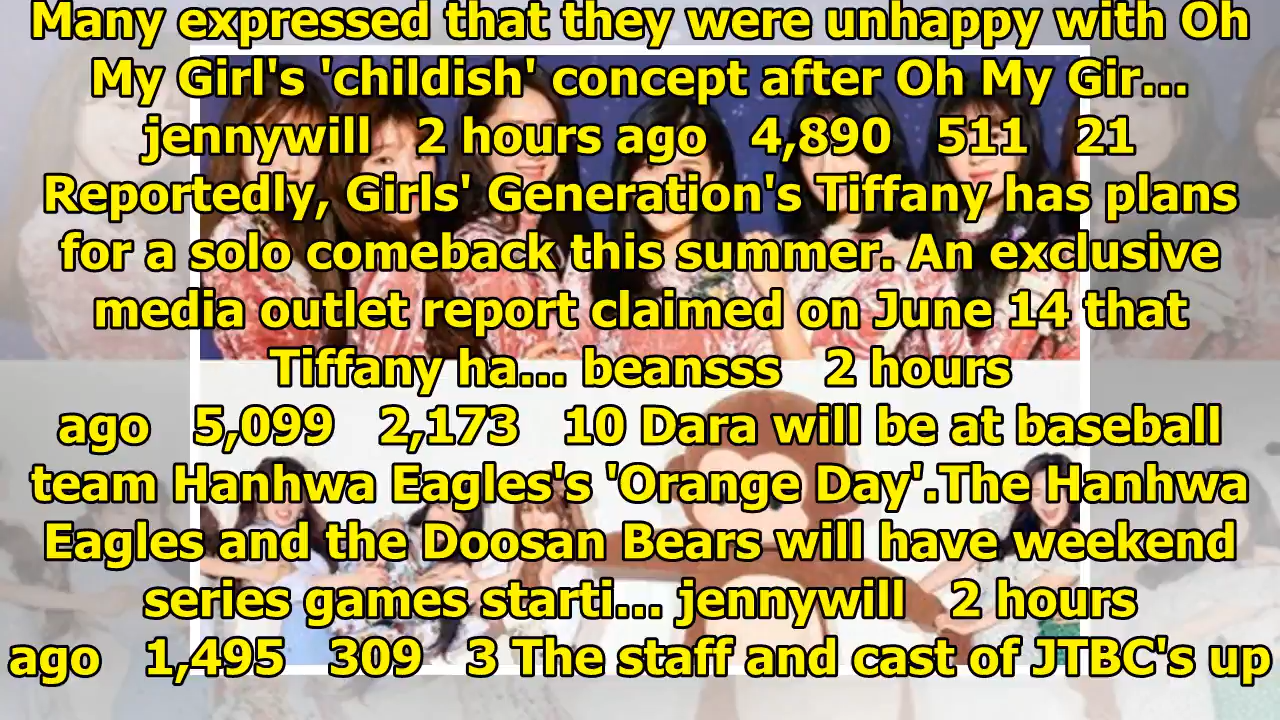 Many expressed that they were unhappy with Oh
My Girl's 'childish' concept after Oh My Gir...
jennywill 2 hours ago 4,890 511 21
Reportedly, Girls' Generation's Tiffany has plans
for a solo comeback this summer. An exclusive
media outlet report claimed on June 14 that
Tiffany ha... beansss 2 hours
ago 5,099 2,173 10 Dara will be at baseball
team Hanhwa Eagles's 'Orange Day'.The Hanhwa
Eagles and the Doosan Bears will have weekend
series games starti... jennywill 2 hours
ago 1,495 309 3 The staff and cast of JTBC's up